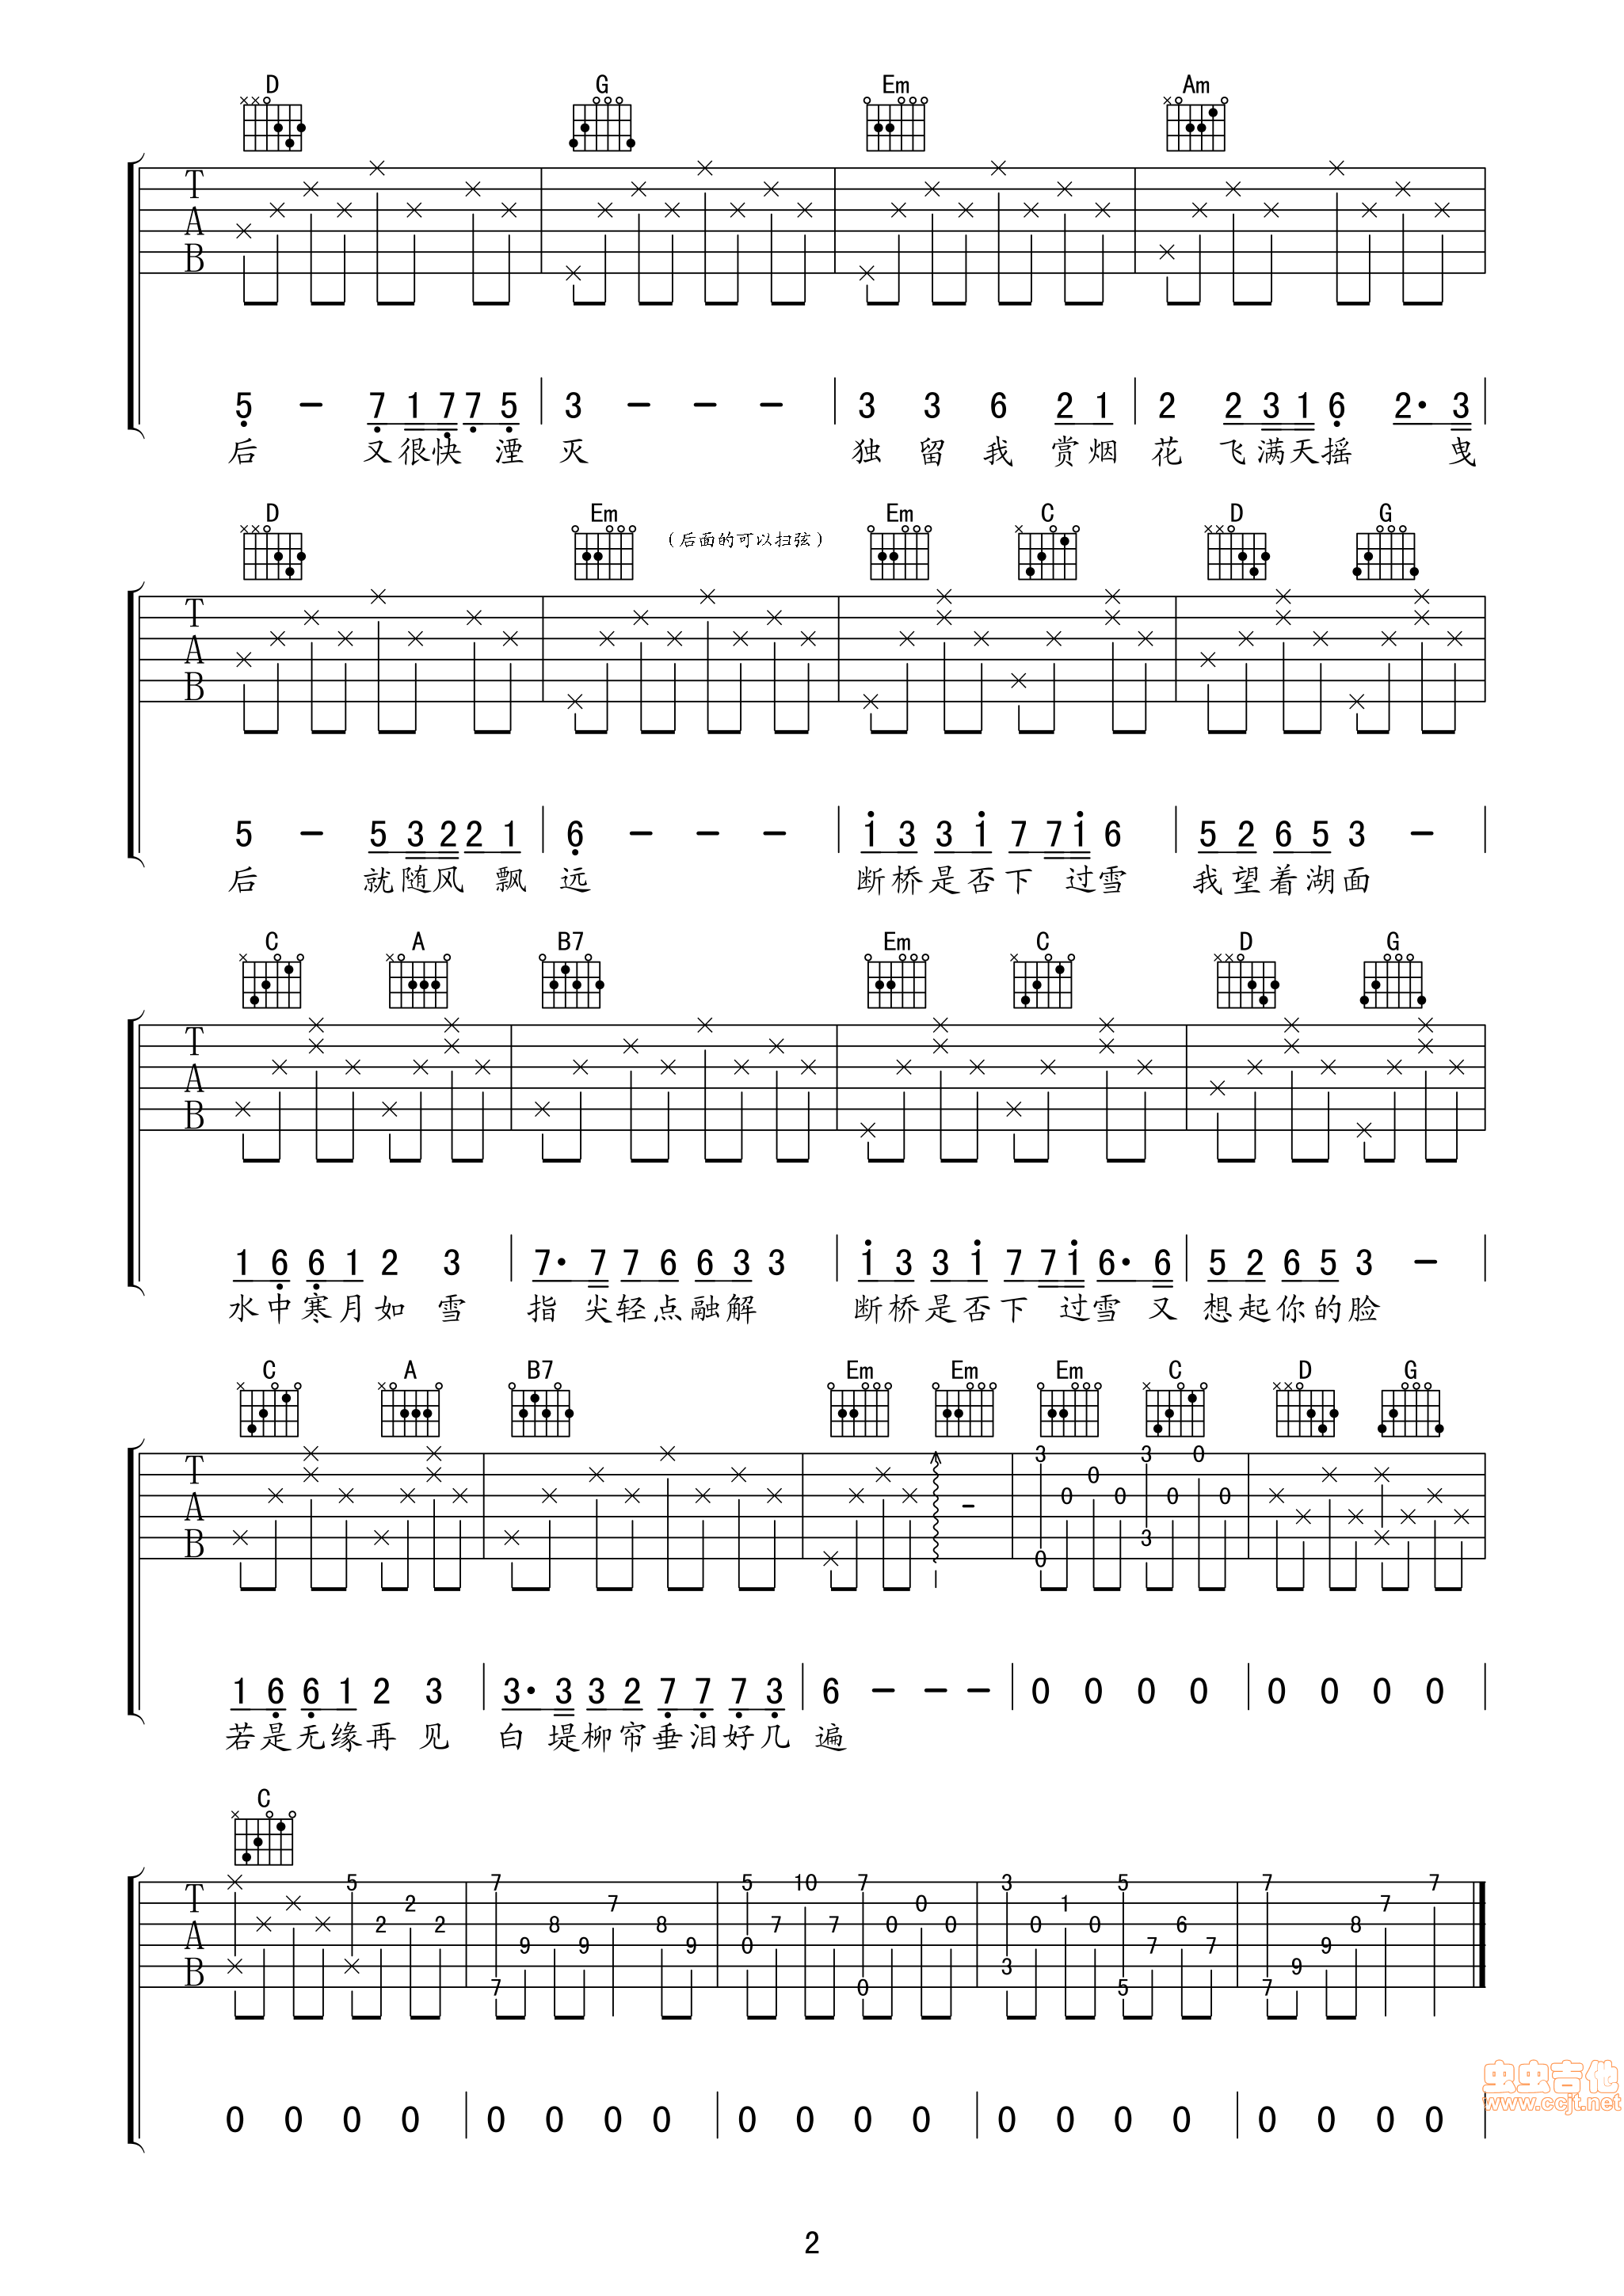 D G Em Am
T A B
5 - 7 1 7 7 5 | 3 - - - | 3 3 6 2 1 | 2 2 3 1 6 2· 3 |
后 又很快 湮 灭 独 留 我 赏烟 花 飞满天摇 曳
D Em (后面的可以扫弦) Em C D G
T A B
5 - 5 3 2 2 1 | 6 - - - | 1 3 3 1 7 7 1 6 | 5 2 6 5 3 - |
后 就随风 飘 远 断桥是否下 过雪 我望着湖面
C A B7 Em C D G
T A B
1 6 6 1 2 3 | 7· 7 7 6 6 3 3 | 1 3 3 1 7 7 1 6· 6 | 5 2 6 5 3 - |
水中寒月如 雪 指 尖轻点融解 断桥是否下 过雪 又 想起你的脸
C A B7 Em Em Em C D G
T A B
3 0 0 0 0 3 3 0 0 0
1 6 6 1 2 3 | 3· 3 3 2 7 7 7 3 | 6 - - - | 0 0 0 0 | 0 0 0 0 |
若是无缘再 见 白 堤柳帘垂泪好几 遍
C
T A B
5 2 2 2 7 7 9 8 9 7 8 9 5 0 7 10 7 7 0 0 0 0 3 3 0 1 0 5 5 7 6 7 7 7 9 9 8 7 7
0 0 0 0 | 0 0 0 0 | 0 0 0 0 | 0 0 0 0 | 0 0 0 0 |
虫虫吉他
www.ccjt.net
2